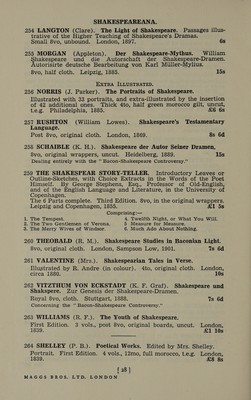 SHAKESPEAREANA.
254 LANGTON (Clare). The Light of Shakespeare. Passages Illustrative of the Higher Teaching of Shakespeare's Dramas.
Small 8vo, unbound. London, 1897. 6s
255 MORGAN (Appleton). Der Shakespeare-Mythus. William
Shakespeare und die Autorschaft der Shakespeare-Dramen.
Autorisirte deutsche Bearbeitung von Karl Müller-Mylius.
8vo, half cloth. Leipzig, 1885. 15s
EXTRA ILLUSTRATED.
256 NORRIS (J. Parker). The Portraits of Shakespeare.
Illustrated with 33 portraits, and extra-illustrated by the insertion
of 42 additional ones. Thick 4to, half green morocco gilt, uncut,
t.e.g. Philadelphia, 1885. £6 6s
257 RUSHTON (William Lowes). Shakespeare's Testamentary
Language.
Post 8vo, original cloth. London, 1869. 8s 6d
258 SCHAIBLE (K. H.). Shakespeare der Autor Seiner Dramen.
8vo, original wrappers, uncut. Heidelberg, 1889. 15s
Dealing entirely with the "Bacon-Shakespeare Controversy."
259 THE SHAKESPEAR STORY-TELLER. Introductory Leaves or
Outline-Sketches, with Choice Extracts in the Words of the Poet
Himself. By George Stephens, Esq., Professor of Old-English,
and of the English Language and Literature, in the University of
Copenhagen.
The 6 Parts complete. Third Edition. 8vo, in the original wrappers.
Leipzig and Copenhagen, 1855. £1 5s
Comprising:—
1. The Tempest. 4. Twelfth Night, or What You Will.
2. The Two Gentlemen of Verona. 5. Measure for Measure.
3. The Merry Wives of Windsor. 6. Much Ado About Nothing.
260 THEOBALD (R. M.). Shakespeare Studies in Baconian Light.
8vo, original cloth. London, Sampson Low, 1901. 7s 6d
261 VALENTINE (Mrs.). Shakespearian Tales in Verse.
Illustrated by R. Andre (in colour). 4to, original cloth. London,
circa 1880. 10s
262 VITZTHUM VON ECKSTADT (K. F. Graf). Shakespeare und
Shakspere. Zur Genesis der Shakespeare-Dramen.
Royal 8vo, cloth. Stuttgart, 1888. 7s 6d
Concerning the "Bacon-Shakespeare Controversy."
263 WILLIAMS (R. F.). The Youth of Shakespeare.
First Edition. 3 vols., post 8vo, original boards, uncut. London,
1839. £1 10s
264 SHELLEY (P. B.). Poetical Works. Edited by Mrs. Shelley.
Portrait. First Edition. 4 vols., 12mo, full morocco, t.e.g. London,
1839. £8 8s
[28]
MAGGS BROS. LTD. LONDON